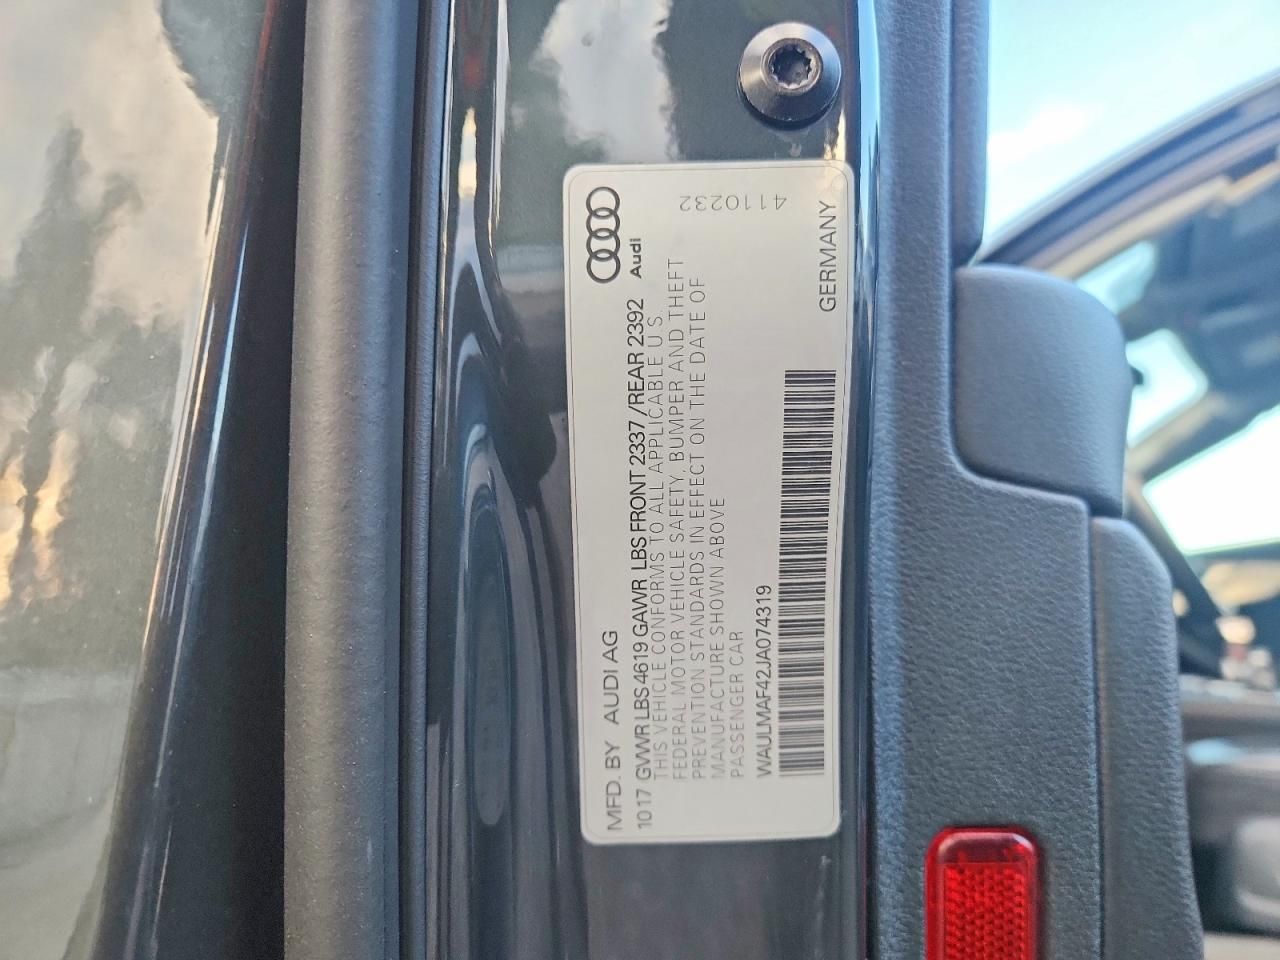 MFD. BY AUDI AG
Audi
10 17 GVWR LBS 4619 GAWR LBS FRONT 2337 /REAR 2392
THIS VEHICLE CONFORMS TO ALL APPLICABLE U.S
FEDERAL MOTOR VEHICLE SAFETY, BUMPER AND THEFT
PREVENTION STANDARDS IN EFFECT ON THE DATE OF
MANUFACTURE SHOWN ABOVE
PASSENGER CAR
4110232
WAULMAF42JA074319
GERMANY